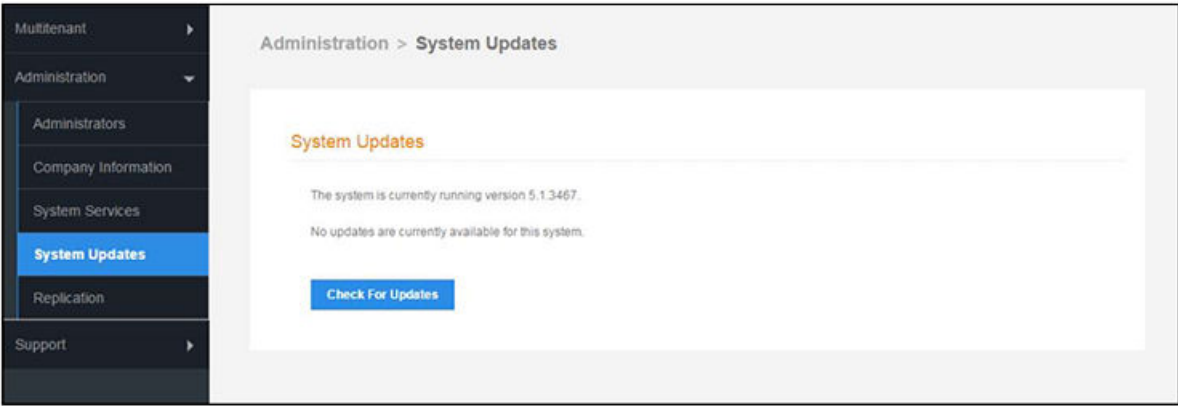 Multitenant
Administration
Administrators
Company Information
System Services
System Updates
Replication
Support
Administration > System Updates
System Updates
The system is currently running version 5.1.3467.
No updates are currently available for this system.
Check For Updates